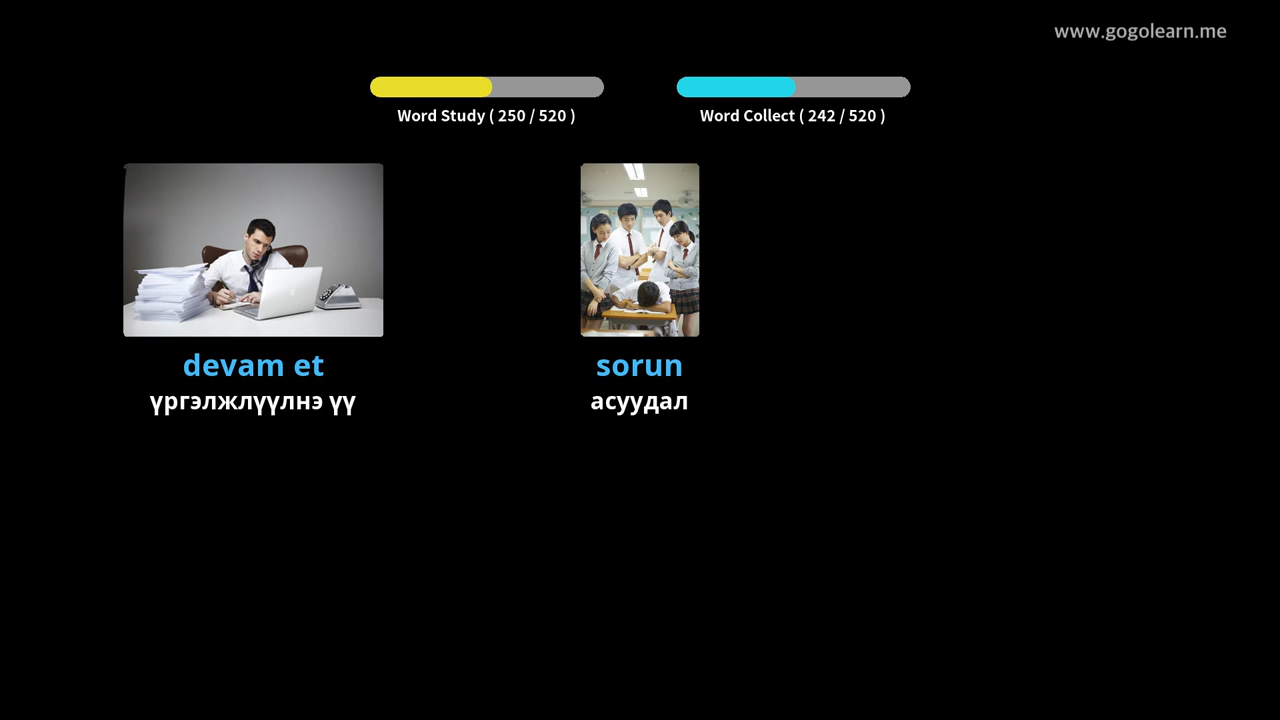 www.gogolearn.me
Word Study ( 250 / 520 )
Word Collect ( 242 / 520 )
devam et
үргэлжлүүлнэ үү
sorun
асуудал